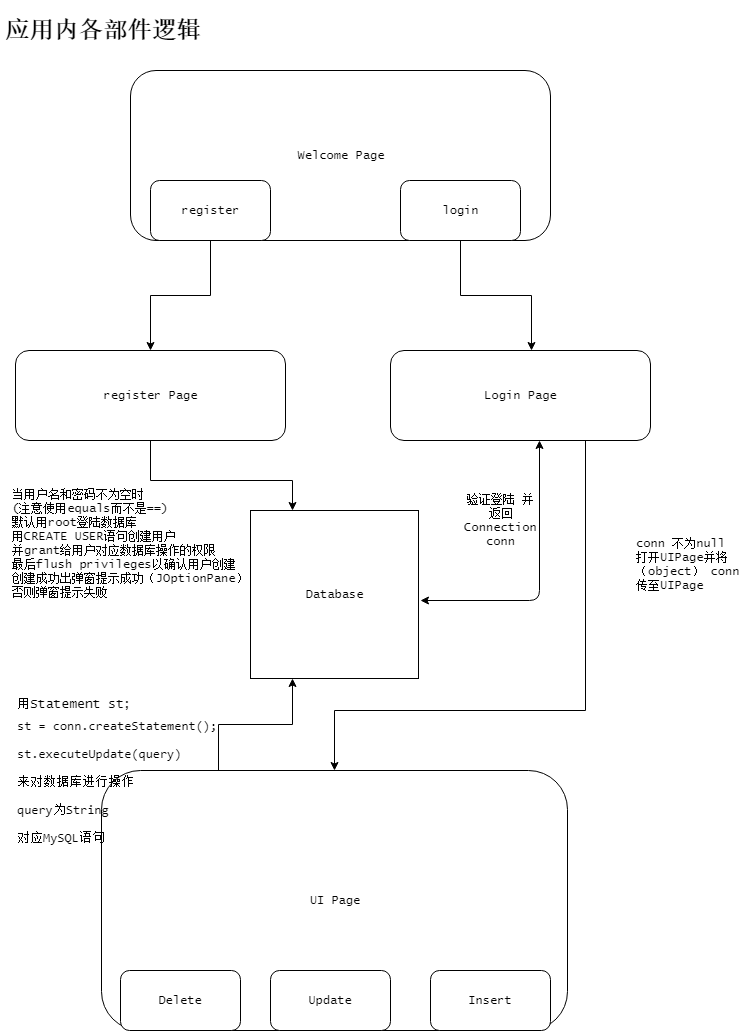 应用内各部件逻辑
Welcome Page
register
login
register Page
Login Page
当用户名和密码不为空时
(注意使用equals而不是==)
默认用root登陆数据库
用CREATE USER语句创建用户
并grant给用户对应数据库操作的权限
最后flush privileges以确认用户创建
创建成功出弹窗提示成功（JOptionPane）
否则弹窗提示失败
验证登陆 并
返回
Connection
conn
conn 不为null
打开UIPage并将
（object） conn
传至UIPage
Database
用Statement st;
st = conn.createStatement();
st.executeUpdate(query)
来对数据库进行操作
query为String
对应MySQL语句
UI Page
Delete
Update
Insert